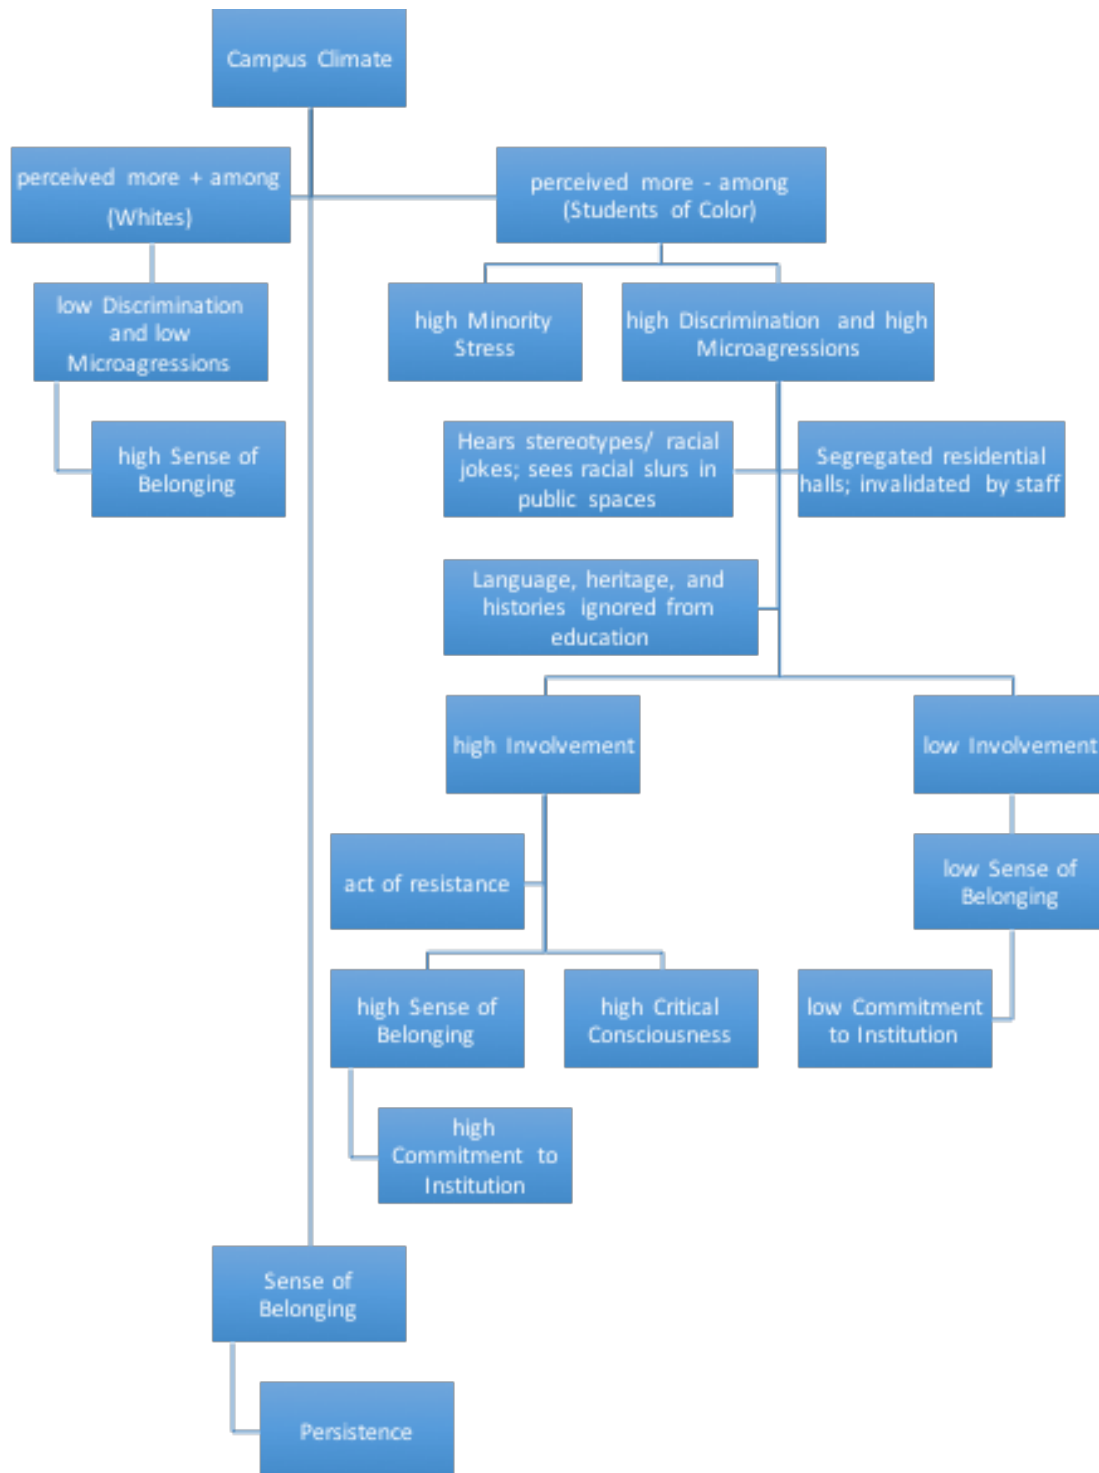 Campus Climate
perceived more + among
(Whites)
perceived more - among
(Students of Color)
low Discrimination
and low
Microagressions
high Minority
Stress
high Discrimination and high
Microagressions
high Sense of
Belonging
Hears stereotypes/ racial
jokes; sees racial slurs in
public spaces
Segregated residential
halls; invalidated by staff
Language, heritage, and
histories ignored from
education
high Involvement
low Involvement
act of resistance
low Sense of
Belonging
high Sense of
Belonging
high Critical
Consciousness
low Commitment
to Institution
high
Commitment to
Institution
Sense of
Belonging
Persistence